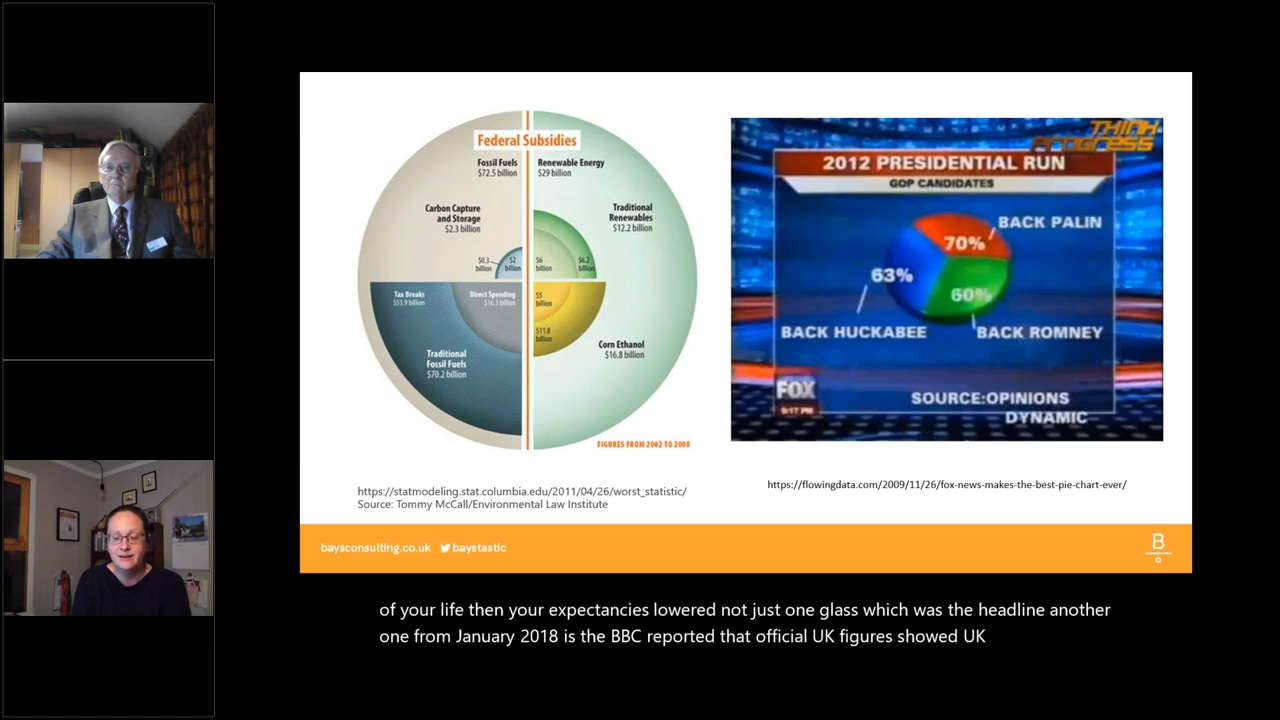 Federal Subsidies
Fossil Fuels
$72.5 billion
Renewable Energy
$29 billion
Carbon Capture
and Storage
$2.3 billion
Traditional
Renewables
$12.2 billion
$0.3
billion
$2
billion
$6
billion
$6.2
billion
Tax Breaks
$53.9 billion
Direct Spending
$16.3 billion
$5
billion
$11.8
billion
Corn Ethanol
$16.8 billion
Traditional
Fossil Fuels
$70.2 billion
FIGURES FROM 2002 TO 2008
https://statmodeling.stat.columbia.edu/2011/04/26/worst_statistic/
Source: Tommy McCall/Environmental Law Institute
THINK
PROGRESS
2012 PRESIDENTIAL RUN
GOP CANDIDATES
BACK PALIN
70%
63%
60%
BACK HUCKABEE
BACK ROMNEY
FOX
NEWS
9:17 PM
SOURCE:OPINIONS
DYNAMIC
https://flowingdata.com/2009/11/26/fox-news-makes-the-best-pie-chart-ever/
baysconsulting.co.uk baystastic
B
of your life then your expectancies lowered not just one glass which was the headline another
one from January 2018 is the BBC reported that official UK figures showed UK